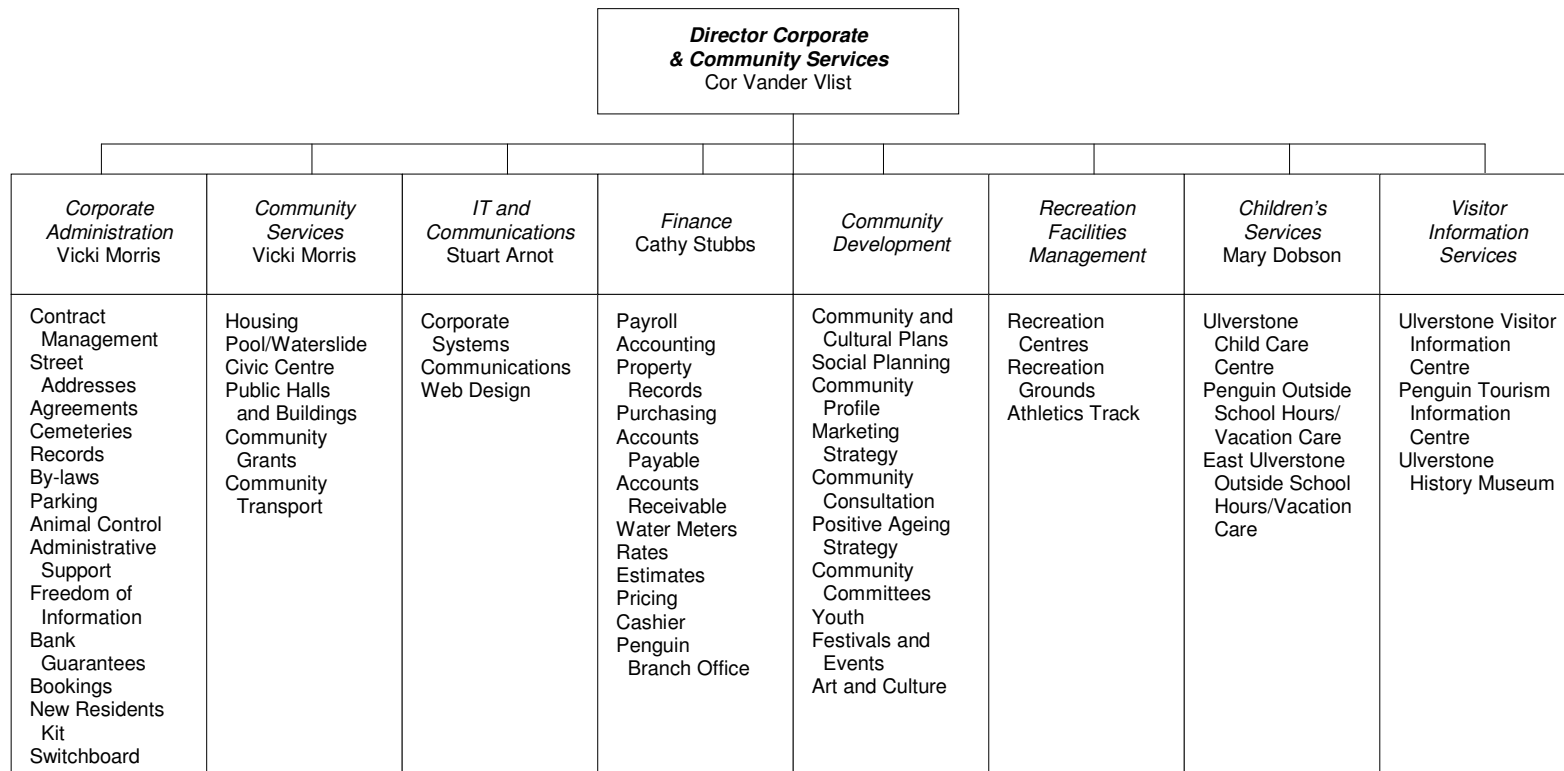 Director Corporate
& Community Services
Cor Vander Vlist
Corporate
Administration
Vicki Morris
Community
Services
Vicki Morris
IT and
Communications
Stuart Arnot
Finance
Cathy Stubbs
Community
Development
Recreation
Facilities
Management
Children's
Services
Mary Dobson
Visitor
Information
Services
Contract
Management
Street
Addresses
Agreements
Cemeteries
Records
By-laws
Parking
Animal Control
Administrative
Support
Freedom of
Information
Bank
Guarantees
Bookings
New Residents
Kit
Switchboard
Housing
Pool/Waterslide
Civic Centre
Public Halls
and Buildings
Community
Grants
Community
Transport
Corporate
Systems
Communications
Web Design
Payroll
Accounting
Property
Records
Purchasing
Accounts
Payable
Accounts
Receivable
Water Meters
Rates
Estimates
Pricing
Cashier
Penguin
Branch Office
Community and
Cultural Plans
Social Planning
Community
Profile
Marketing
Strategy
Community
Consultation
Positive Ageing
Strategy
Community
Committees
Youth
Festivals and
Events
Art and Culture
Recreation
Centres
Recreation
Grounds
Athletics Track
Ulverstone
Child Care
Centre
Penguin Outside
School Hours/
Vacation Care
East Ulverstone
Outside School
Hours/Vacation
Care
Ulverstone Visitor
Information
Centre
Penguin Tourism
Information
Centre
Ulverstone
History Museum